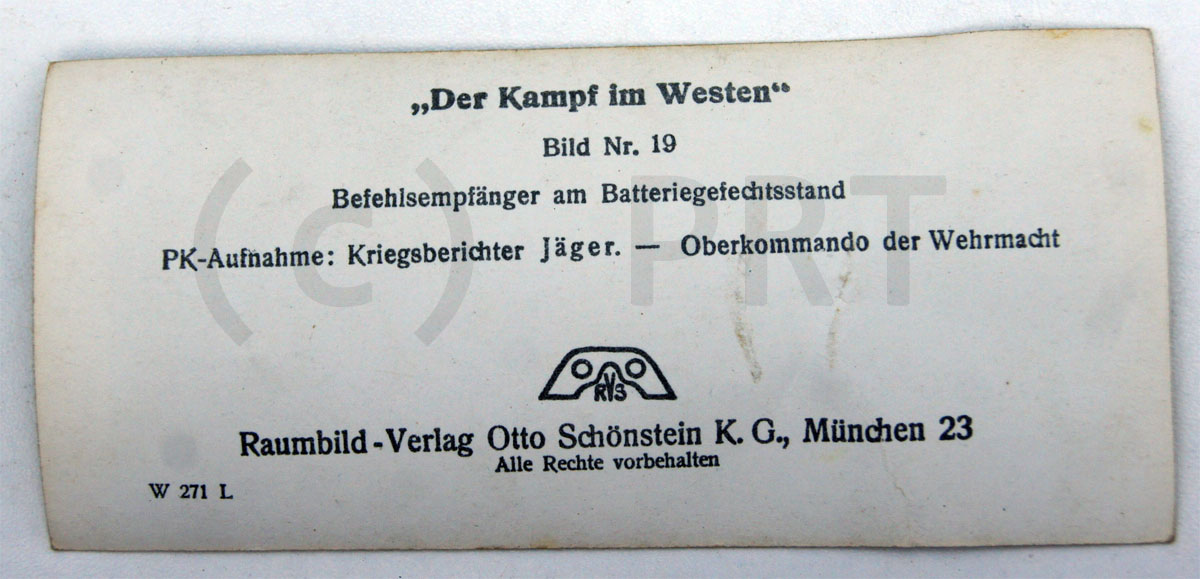 „Der Kampf im Westen“
Bild Nr. 19
Befehlsempfänger am Batteriegefechtsstand
PK-Aufnahme: Kriegsberichter Jäger. — Oberkommando der Wehrmacht
(c) PRT
RVS
Raumbild-Verlag Otto Schönstein K. G., München 23
Alle Rechte vorbehalten
W 271 L